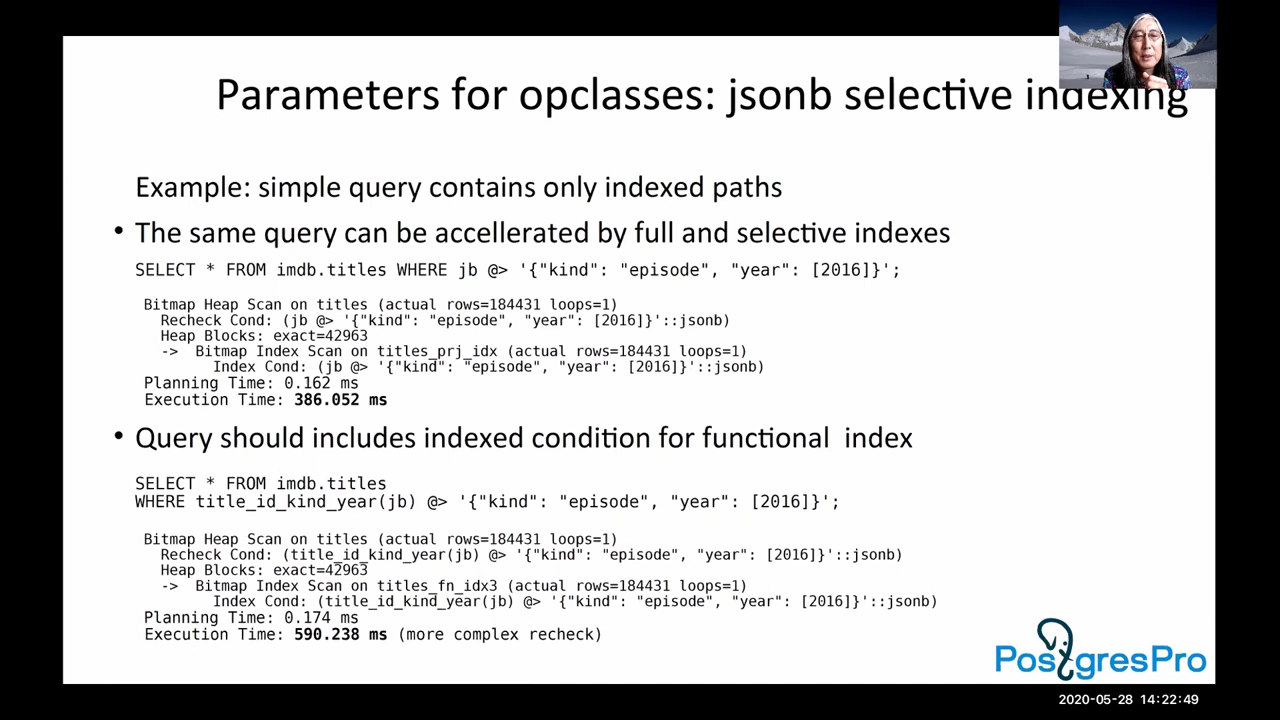 Parameters for opclasses: jsonb selective indexing
Example: simple query contains only indexed paths
• The same query can be accellerated by full and selective indexes
SELECT * FROM imdb.titles WHERE jb @> '{"kind": "episode", "year": [2016]}';
Bitmap Heap Scan on titles (actual rows=184431 loops=1)
Recheck Cond: (jb @> '{"kind": "episode", "year": [2016]}'::jsonb)
Heap Blocks: exact=42963
-> Bitmap Index Scan on titles_prj_idx (actual rows=184431 loops=1)
Index Cond: (jb @> '{"kind": "episode", "year": [2016]}'::jsonb)
Planning Time: 0.162 ms
Execution Time: 386.052 ms
• Query should includes indexed condition for functional index
SELECT * FROM imdb.titles
WHERE title_id_kind_year(jb) @> '{"kind": "episode", "year": [2016]}';
Bitmap Heap Scan on titles (actual rows=184431 loops=1)
Recheck Cond: (title_id_kind_year(jb) @> '{"kind": "episode", "year": [2016]}'::jsonb)
Heap Blocks: exact=42963
-> Bitmap Index Scan on titles_fn_idx3 (actual rows=184431 loops=1)
Index Cond: (title_id_kind_year(jb) @> '{"kind": "episode", "year": [2016]}'::jsonb)
Planning Time: 0.174 ms
Execution Time: 590.238 ms (more complex recheck)
PostgresPro
2020-05-28 14:22:49